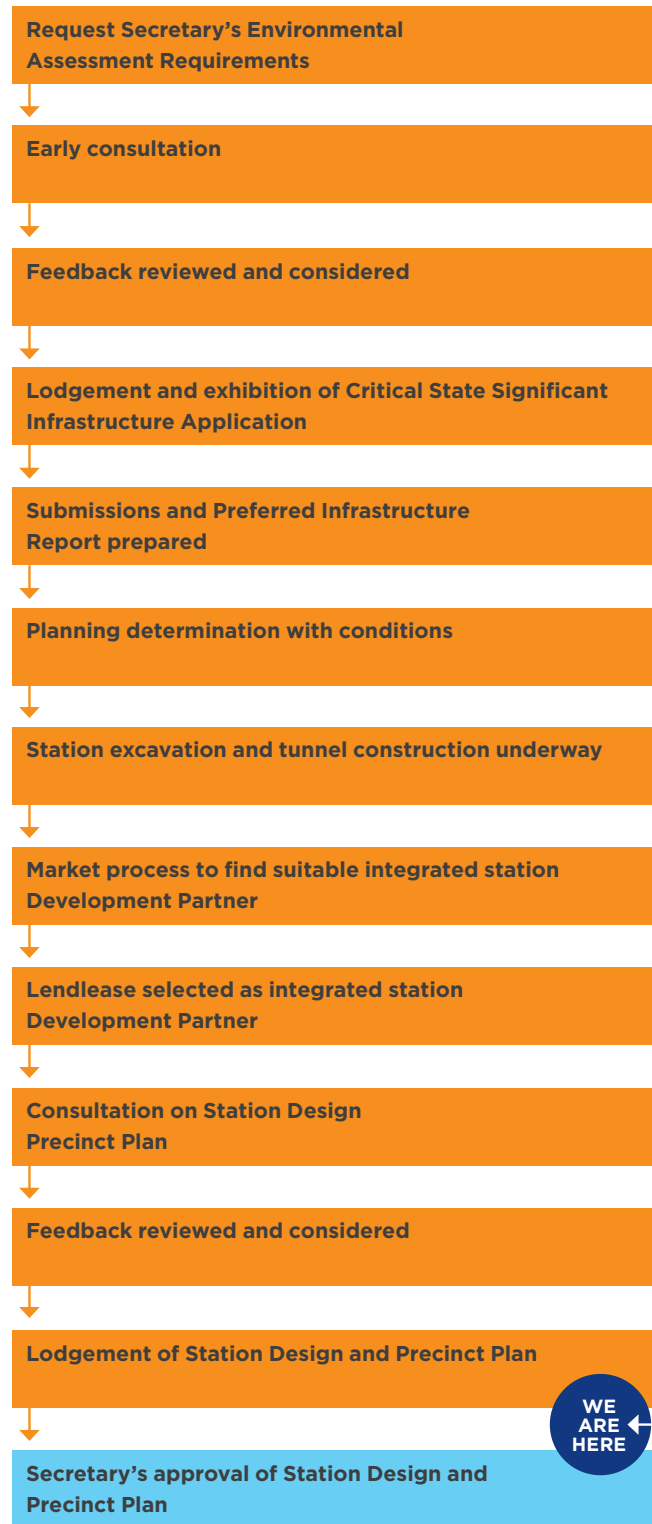 Request Secretary’s Environmental
Assessment Requirements
Early consultation
Feedback reviewed and considered
Lodgement and exhibition of Critical State Significant
Infrastructure Application
Submissions and Preferred Infrastructure
Report prepared
Planning determination with conditions
Station excavation and tunnel construction underway
Market process to find suitable integrated station
Development Partner
Lendlease selected as integrated station
Development Partner
Consultation on Station Design
Precinct Plan
Feedback reviewed and considered
Lodgement of Station Design and Precinct Plan
WE
ARE
HERE
Secretary’s approval of Station Design and
Precinct Plan